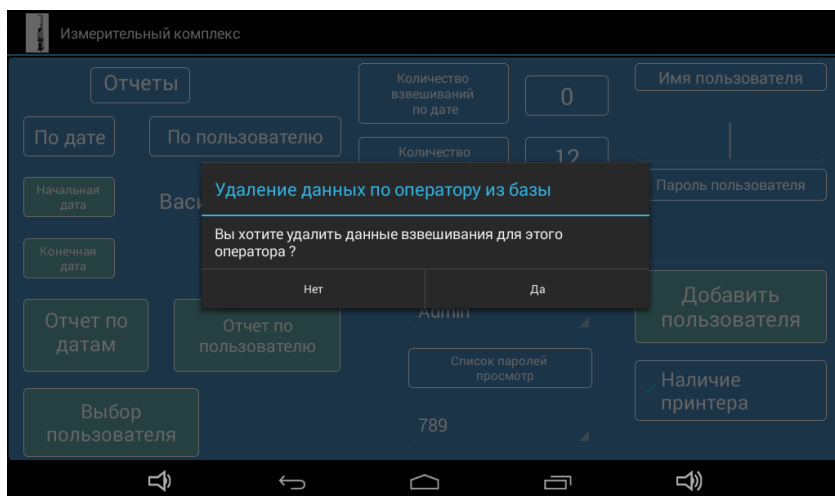 Измерительный комплекс
Отчеты
Количество
взвешиваний
по дате
0
Имя пользователя
По дате
По пользователю
Количество
12
Начальная
дата
Пароль пользователя
Удаление данных по оператору из базы
Вы хотите удалить данные взвешивания для этого
оператора ?
Нет
Да
Конечная
дата
Отчет по
датам
Отчет по
пользователю
Admin
Добавить
пользователя
Список паролей
просмотр
Наличие
принтера
Выбор
пользователя
789